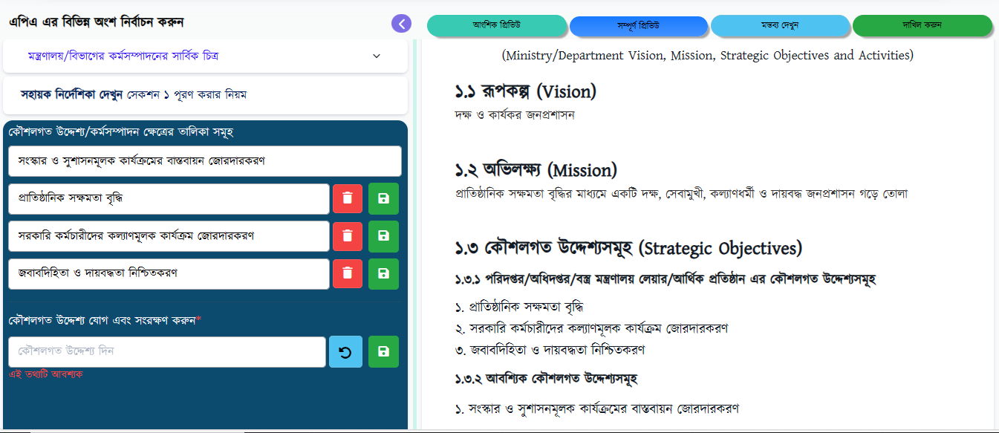 এপিএ এর বিভিন্ন অংশ নির্বাচন করুন
মন্ত্রণালয়/বিভাগের কর্মসম্পাদনের সার্বিক চিত্র
সহায়ক নির্দেশিকা দেখুন সেকশন ১ পূরণ করার নিয়ম
কৌশলগত উদ্দেশ্য/কর্মসম্পাদন ক্ষেত্রের তালিকা সমূহ
সংস্কার ও সুশাসনমূলক কার্যক্রমের বাস্তবায়ন জোরদারকরণ
প্রাতিষ্ঠানিক সক্ষমতা বৃদ্ধি
সরকারি কর্মচারীদের কল্যাণমূলক কার্যক্রম জোরদারকরণ
জবাবদিহিতা ও দায়বদ্ধতা নিশ্চিতকরণ
কৌশলগত উদ্দেশ্য যোগ এবং সংরক্ষণ করুন*
কৌশলগত উদ্দেশ্য দিন
এই তথ্যটি আবশ্যক
আংশিক প্রিভিউ
সম্পূর্ণ প্রিভিউ
মন্তব্য দেখুন
দাখিল করুন
(Ministry/Department Vision, Mission, Strategic Objectives and Activities)
১.১ রূপকল্প (Vision)
দক্ষ ও কার্যকর জনপ্রশাসন
১.২ অভিলক্ষ্য (Mission)
প্রাতিষ্ঠানিক সক্ষমতা বৃদ্ধির মাধ্যমে একটি দক্ষ, সেবামুখী, কল্যাণধর্মী ও দায়বদ্ধ জনপ্রশাসন গড়ে তোলা
১.৩ কৌশলগত উদ্দেশ্যসমূহ (Strategic Objectives)
১.৩.১ পরিদপ্তর/অধিদপ্তর/বস্ত্র মন্ত্রণালয় লেয়ার/আর্থিক প্রতিষ্ঠান এর কৌশলগত উদ্দেশ্যসমূহ
১. প্রাতিষ্ঠানিক সক্ষমতা বৃদ্ধি
২. সরকারি কর্মচারীদের কল্যাণমূলক কার্যক্রম জোরদারকরণ
৩. জবাবদিহিতা ও দায়বদ্ধতা নিশ্চিতকরণ
১.৩.২ আবশ্যিক কৌশলগত উদ্দেশ্যসমূহ
১. সংস্কার ও সুশাসনমূলক কার্যক্রমের বাস্তবায়ন জোরদারকরণ